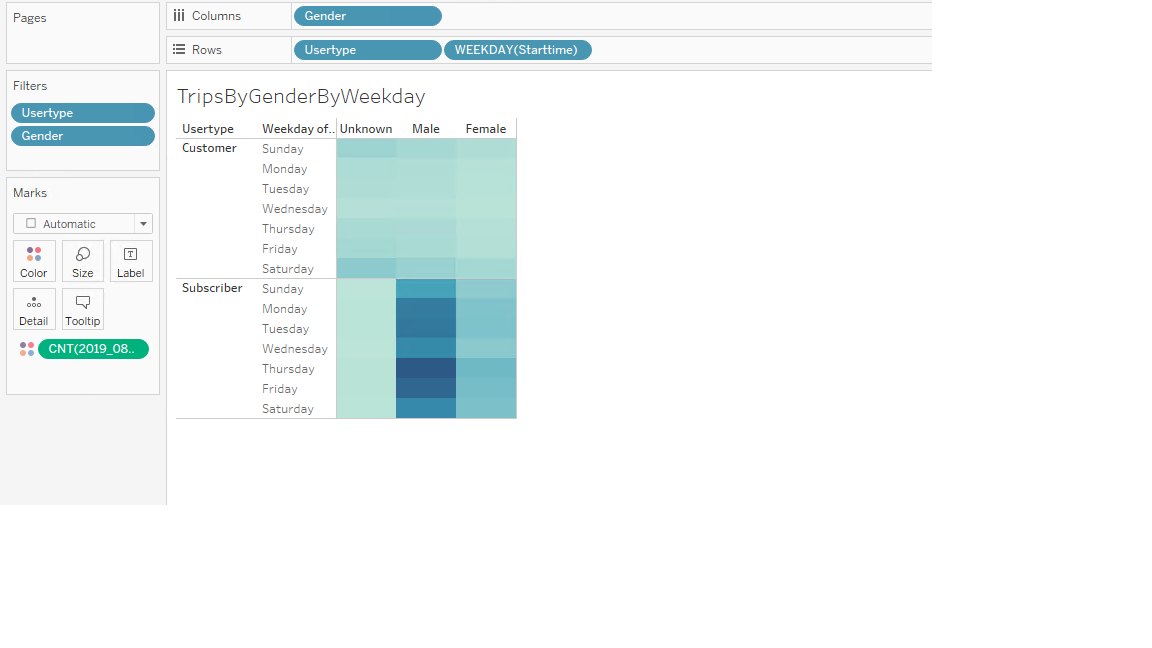 Pages
Columns
Gender
Rows
Usertype
WEEKDAY(Starttime)
Filters
Usertype
Gender
Marks
Automatic
Color
Size
Label
Detail
Tooltip
CNT(2019_08..
TripsByGenderByWeekday
Usertype Weekday of.. Unknown Male Female
Customer Sunday
Monday
Tuesday
Wednesday
Thursday
Friday
Saturday
Subscriber Sunday
Monday
Tuesday
Wednesday
Thursday
Friday
Saturday